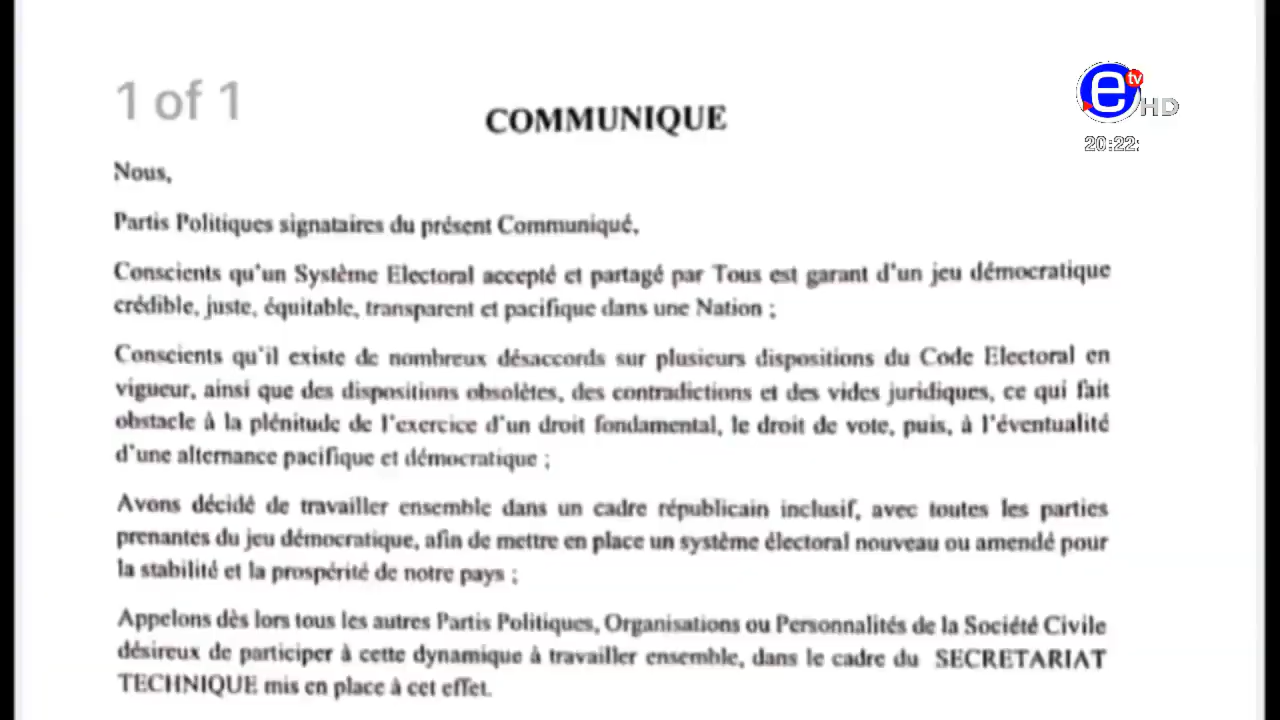 1 of 1
COMMUNIQUE
e tv HD
20:22:
Nous,
Partis Politiques signataires du présent Communiqué,
Conscients qu'un Système Electoral accepté et partagé par Tous est garant d'un jeu démocratique
crédible, juste, équitable, transparent et pacifique dans une Nation ;
Conscients qu'il existe de nombreux désaccords sur plusieurs dispositions du Code Electoral en
vigueur, ainsi que des dispositions obsolètes, des contradictions et des vides juridiques, ce qui fait
obstacle à la plénitude de l'exercice d'un droit fondamental, le droit de vote, puis, à l'éventualité
d'une alternance pacifique et démocratique ;
Avons décidé de travailler ensemble dans un cadre républicain inclusif, avec toutes les parties
prenantes du jeu démocratique, afin de mettre en place un système électoral nouveau ou amendé pour
la stabilité et la prospérité de notre pays ;
Appelons dès lors tous les autres Partis Politiques, Organisations ou Personnalités de la Société Civile
désireux de participer à cette dynamique à travailler ensemble, dans le cadre du SECRETARIAT
TECHNIQUE mis en place à cet effet.